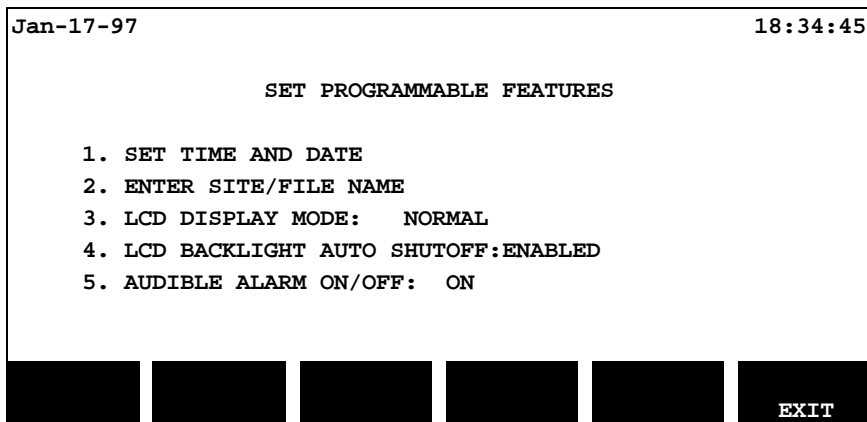 Jan-17-97 18:34:45
SET PROGRAMMABLE FEATURES
1. SET TIME AND DATE
2. ENTER SITE/FILE NAME
3. LCD DISPLAY MODE: NORMAL
4. LCD BACKLIGHT AUTO SHUTOFF:ENABLED
5. AUDIBLE ALARM ON/OFF: ON
EXIT